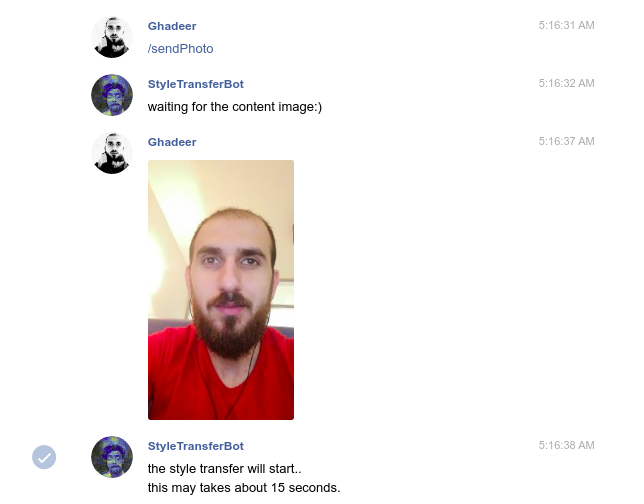 Ghadeer 5:16:31 AM
/sendPhoto
StyleTransferBot 5:16:32 AM
waiting for the content image:)
Ghadeer 5:16:37 AM
StyleTransferBot 5:16:38 AM
the style transfer will start..
this may takes about 15 seconds.